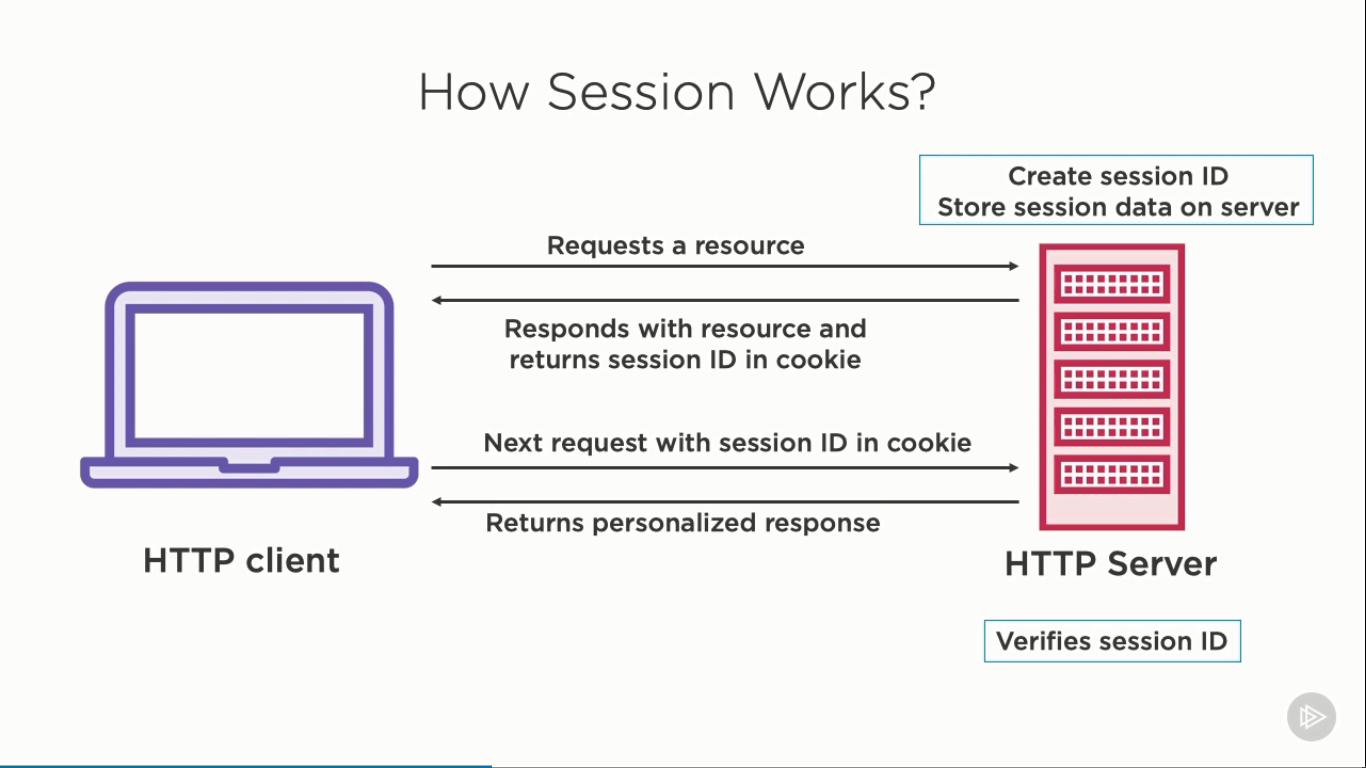 How Session Works?
Create session ID
Store session data on server
Requests a resource
Responds with resource and
returns session ID in cookie
Next request with session ID in cookie
Returns personalized response
HTTP client
HTTP Server
Verifies session ID